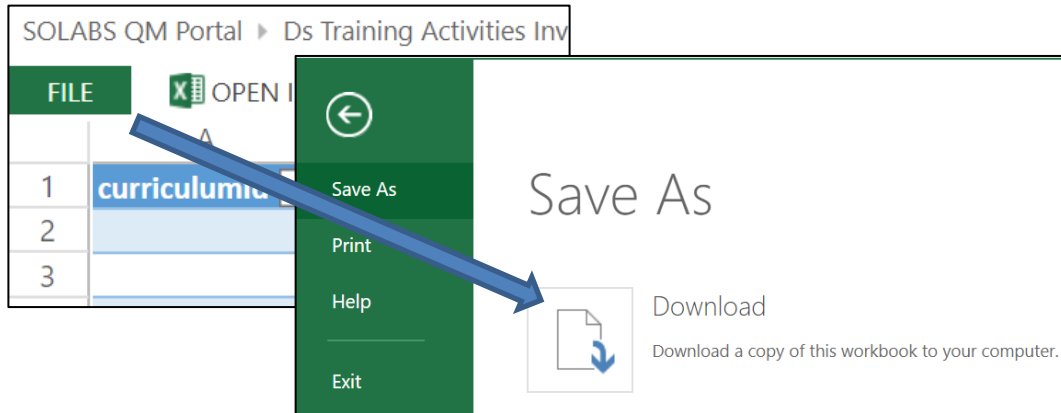 SOLABS QM Portal ▸ Ds Training Activities Inv
FILE OPEN I
A
1 curriculumid
2
3
Save As
Print
Help
Exit
Save As
Download
Download a copy of this workbook to your computer.